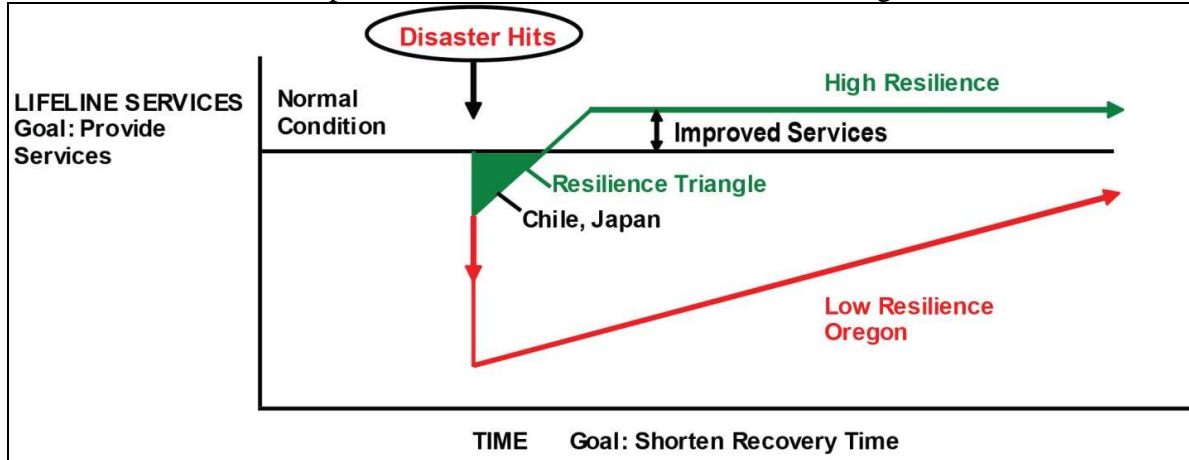 Disaster Hits
LIFELINE SERVICES
Goal: Provide
Services
Normal
Condition
High Resilience
Improved Services
Resilience Triangle
Chile, Japan
Low Resilience
Oregon
TIME Goal: Shorten Recovery Time